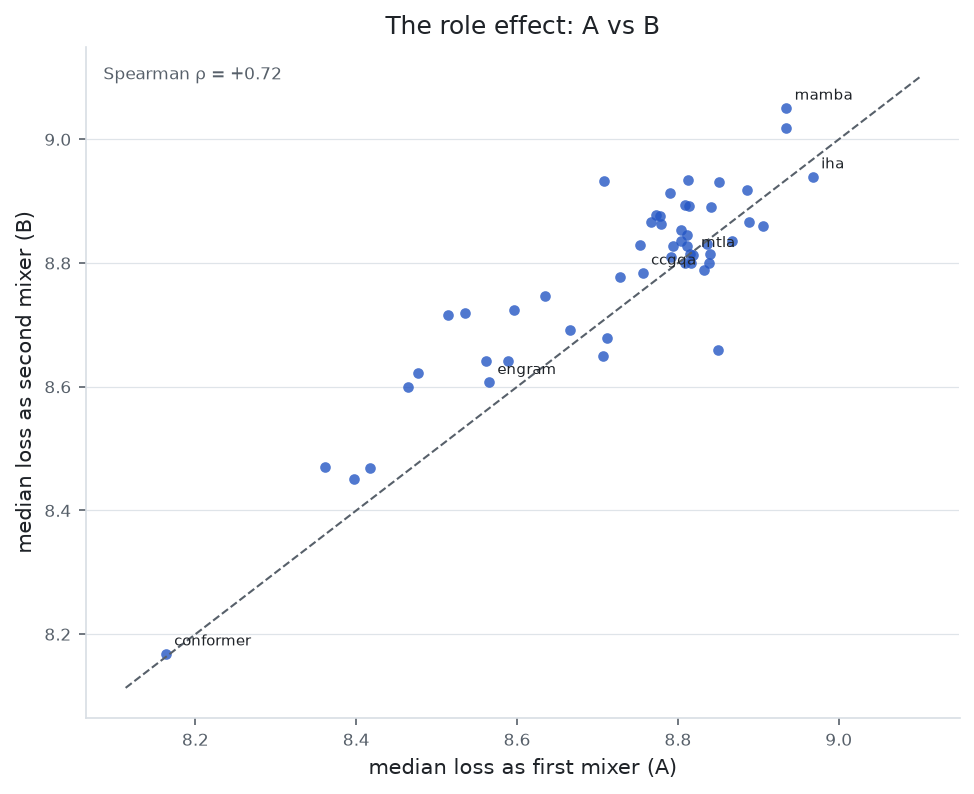 The role effect: A vs B
Spearman ρ = +0.72
mamba
iha
mtla
ccgqa
engram
conformer
9.0
8.8
8.6
8.4
8.2
median loss as second mixer (B)
8.2 8.4 8.6 8.8 9.0
median loss as first mixer (A)